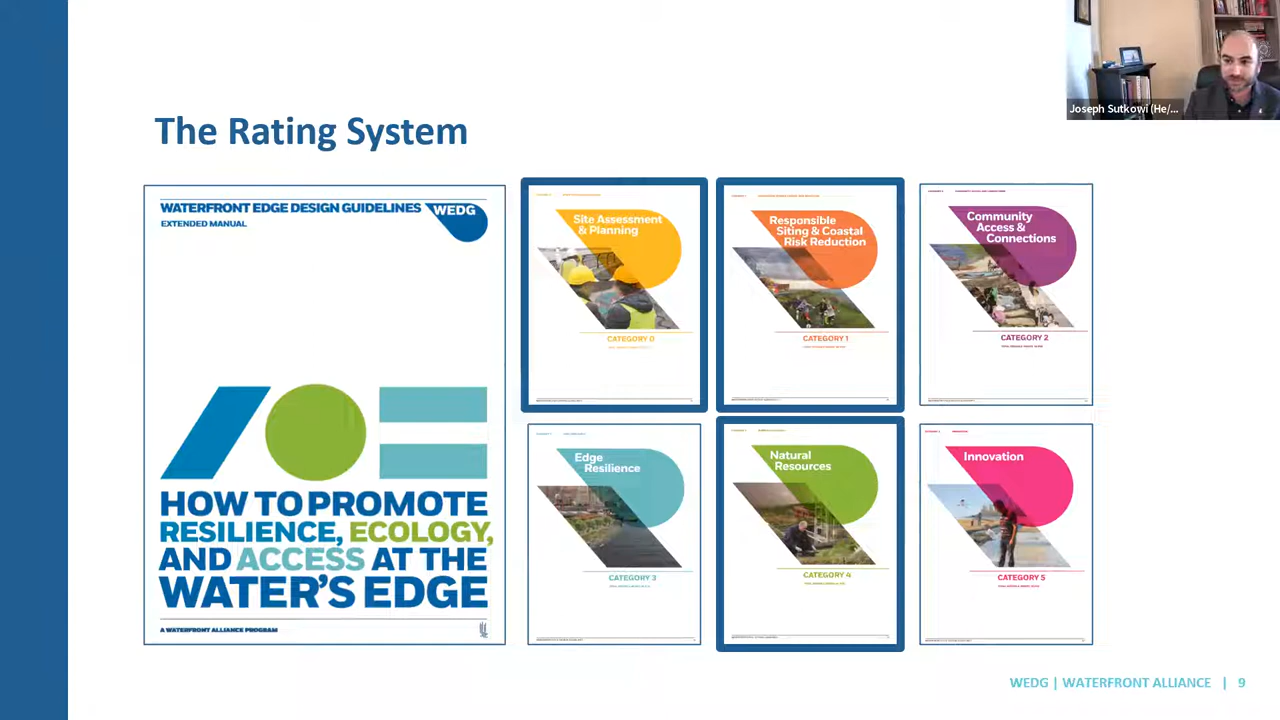 Joseph Sutkowi (He/...
The Rating System
WATERFRONT EDGE DESIGN GUIDELINES
WEDG
EXTENDED MANUAL
HOW TO PROMOTE
RESILIENCE, ECOLOGY,
AND ACCESS AT THE
WATER'S EDGE
A WATERFRONT ALLIANCE PROGRAM
Site Assessment
& Planning
CATEGORY 0
Responsible
Siting & Coastal
Risk Reduction
CATEGORY 1
Community
Access &
Connections
CATEGORY 2
Edge
Resilience
CATEGORY 3
Natural
Resources
CATEGORY 4
Innovation
CATEGORY 5
WEDG | WATERFRONT ALLIANCE | 9